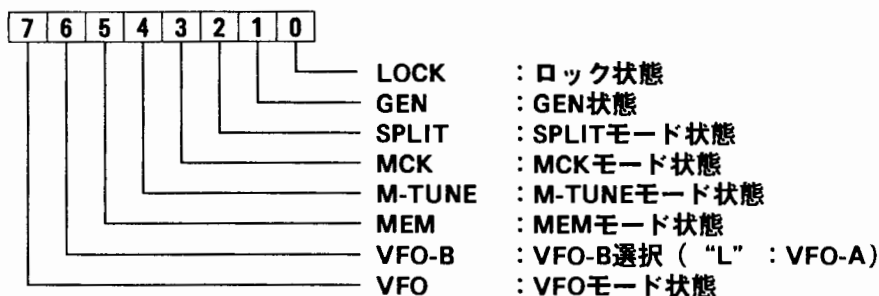 7 6 5 4 3 2 1 0
LOCK :ロック状態
GEN :GEN状態
SPLIT :SPLITモード状態
MCK :MCKモード状態
M-TUNE :M-TUNEモード状態
MEM :MEMモード状態
VFO-B :VFO-B選択( “L” :VFO-A)
VFO :VFOモード状態